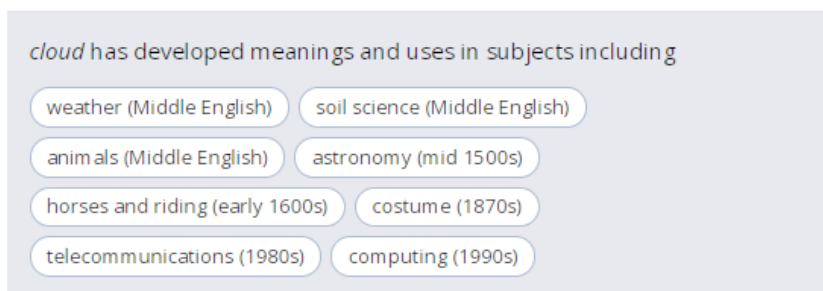 cloud has developed meanings and uses in subjects including
weather (Middle English) soil science (Middle English)
animals (Middle English) astronomy (mid 1500s)
horses and riding (early 1600s) costume (1870s)
telecommunications (1980s) computing (1990s)